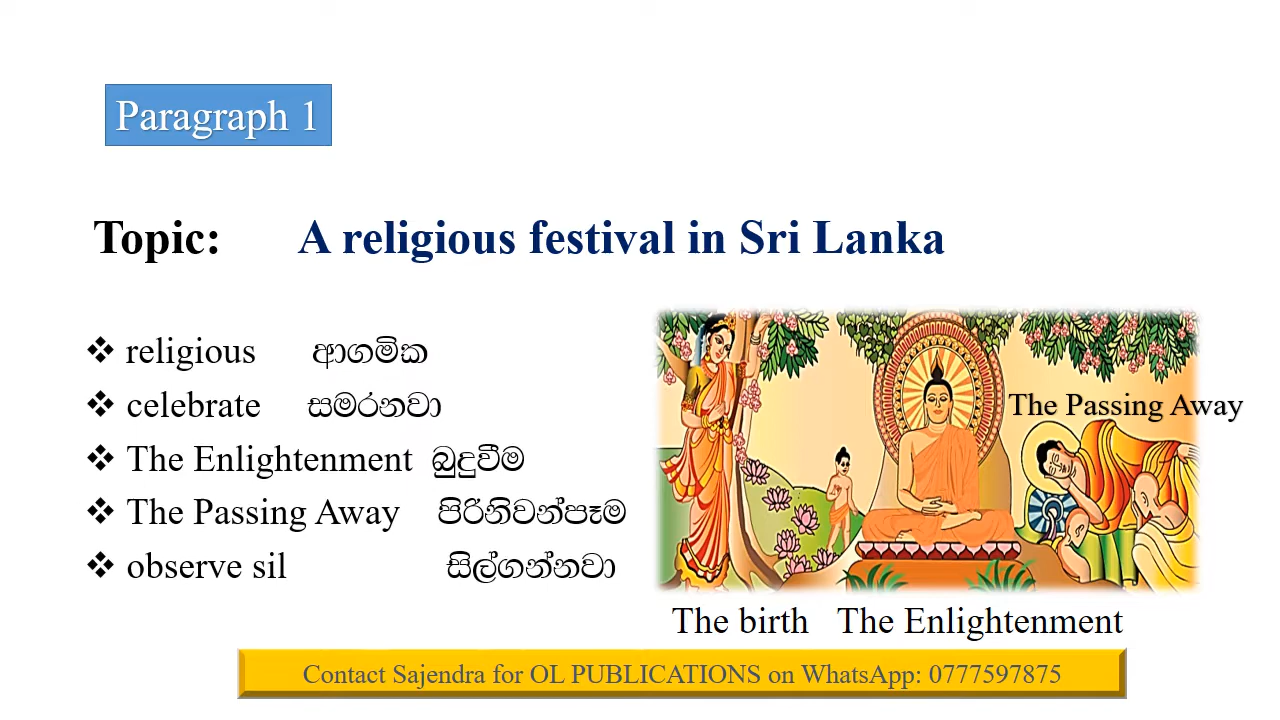 Paragraph 1
Topic: A religious festival in Sri Lanka
❖ religious ආගමික
❖ celebrate සමරනවා
❖ The Enlightenment බුදුවීම
❖ The Passing Away පිරිනිවන්පෑම
❖ observe sil සිල්ගන්නවා
The Passing Away
The birth The Enlightenment
Contact Sajendra for OL PUBLICATIONS on WhatsApp: 0777597875